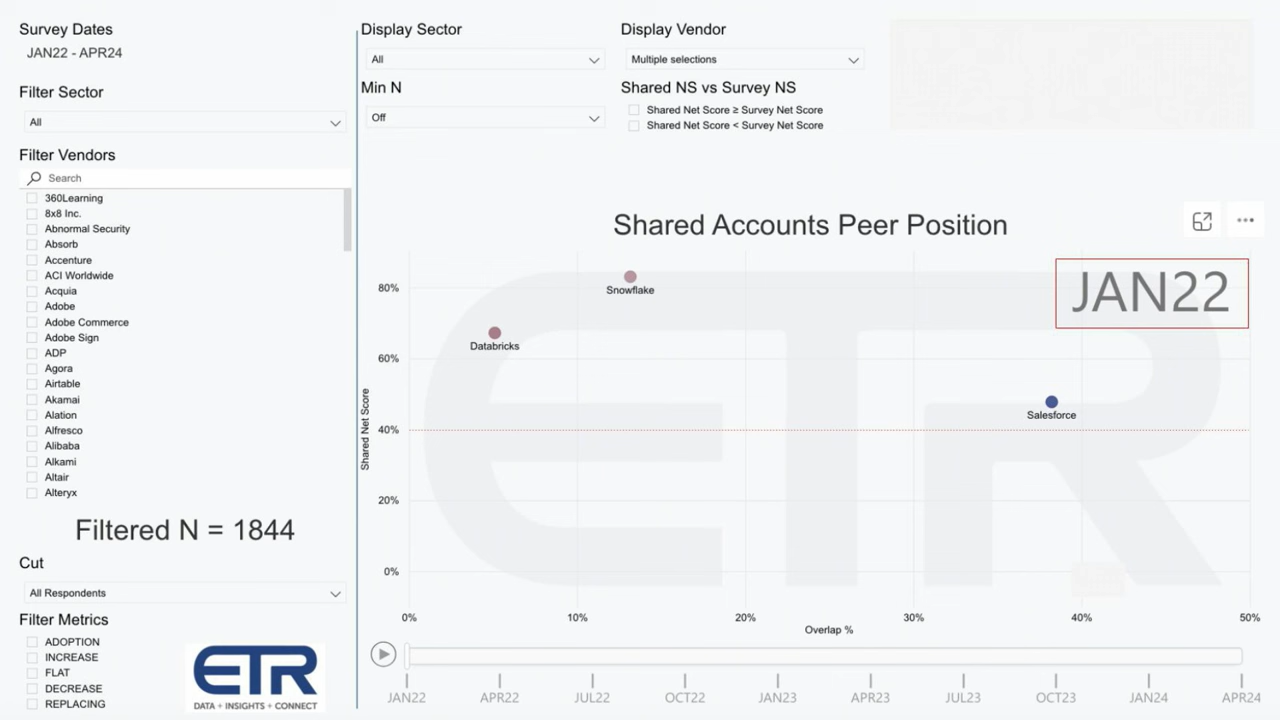 Survey Dates
JAN22 - APR24
Filter Sector
All
Filter Vendors
Search
360Learning
8x8 Inc.
Abnormal Security
Absorb
Accenture
ACI Worldwide
Acquia
Adobe
Adobe Commerce
Adobe Sign
ADP
Agora
Airtable
Akamai
Alation
Alfresco
Alibaba
Alkami
Altair
Alteryx
Filtered N = 1844
Cut
All Respondents
Filter Metrics
ADOPTION
INCREASE
FLAT
DECREASE
REPLACING
ETR
DATA + INSIGHTS + CONNECT
Display Sector
All
Min N
Off
Display Vendor
Multiple selections
Shared NS vs Survey NS
Shared Net Score ≥ Survey Net Score
Shared Net Score < Survey Net Score
Shared Accounts Peer Position
ETR
JAN22
80%
60%
40%
20%
0%
Shared Net Score
Snowflake
Databricks
Salesforce
0% 10% 20% 30% 40% 50%
Overlap %
JAN22 APR22 JUL22 OCT22 JAN23 APR23 JUL23 OCT23 JAN24 APR24